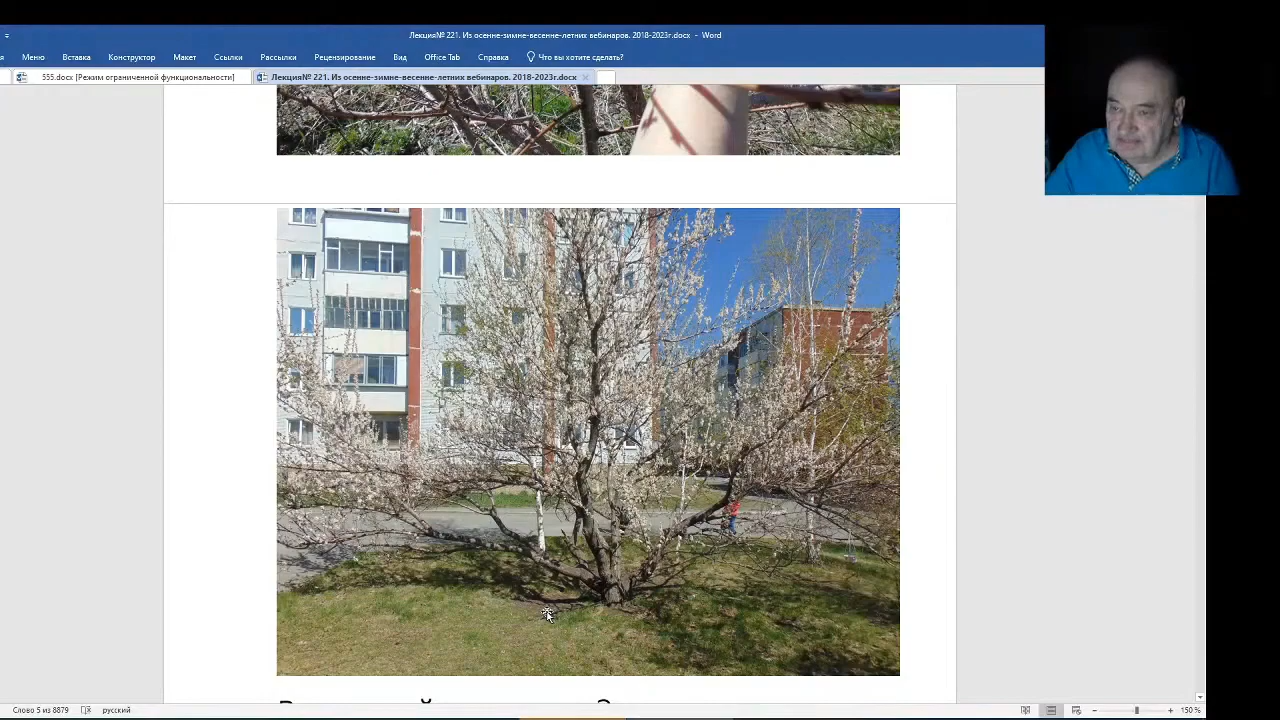 Лекция№ 221. Из осенне-зимне-весенне-летних вебинаров. 2018-2023г.docx - Word
Меню Вставка Конструктор Макет Ссылки Рассылки Рецензирование Вид Office Tab Справка Что вы хотите сделать?
555.docx [Режим ограниченной функциональности] Лекция№ 221. Из осенне-зимне-весенне-летних вебинаров. 2018-2023г.docx
Слово 5 из 8879 русский 150 %